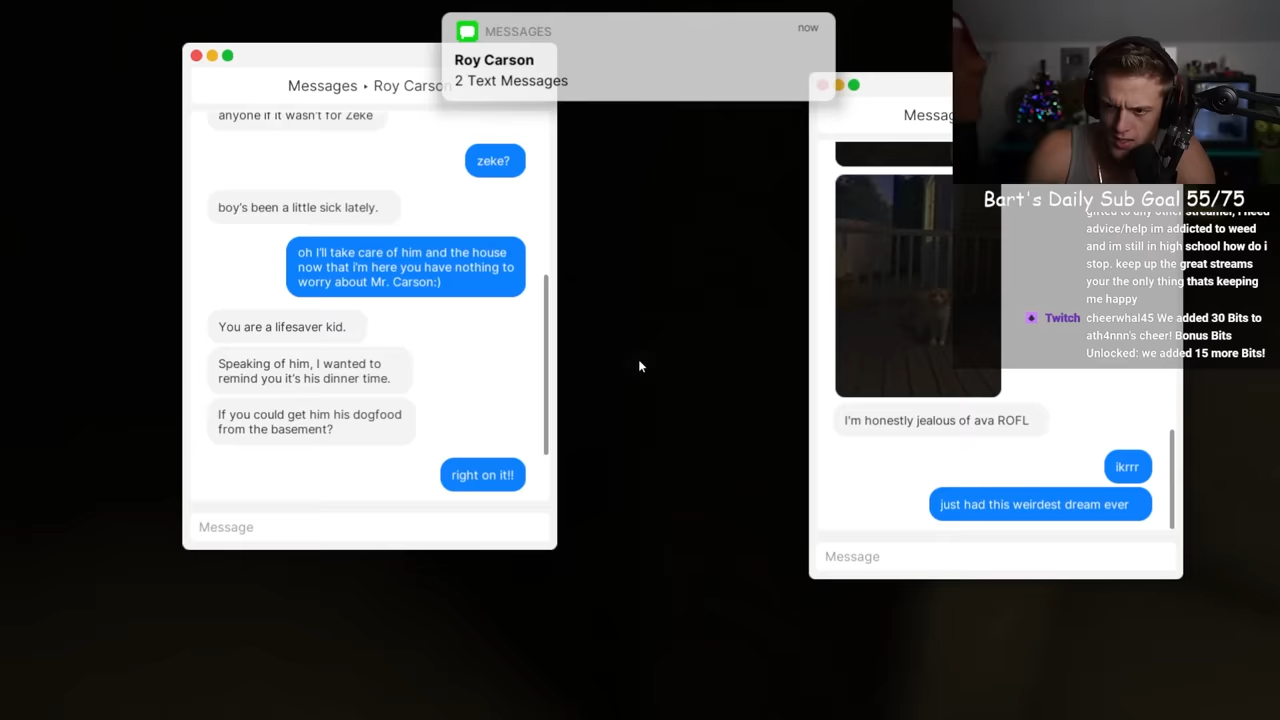 MESSAGES
now
Roy Carson
2 Text Messages
Messages ‣ Roy Carson
anyone if it wasn't for Zeke
zeke?
boy's been a little sick lately.
oh I'll take care of him and the house
now that i'm here you have nothing to
worry about Mr. Carson:)
You are a lifesaver kid.
Speaking of him, I wanted to
remind you it's his dinner time.
If you could get him his dogfood
from the basement?
right on it!!
Message
I'm honestly jealous of ava ROFL
ikrrr
just had this weirdest dream ever
Message
Bart's Daily Sub Goal 55/75
gifted to any other streamer, i need
advice/help im addicted to weed
and im still in high school how do i
stop. keep up the great streams
your the only thing thats keeping
me happy
Twitch cheerwhal45 We added 30 Bits to
ath4nnn's cheer! Bonus Bits
Unlocked: we added 15 more Bits!